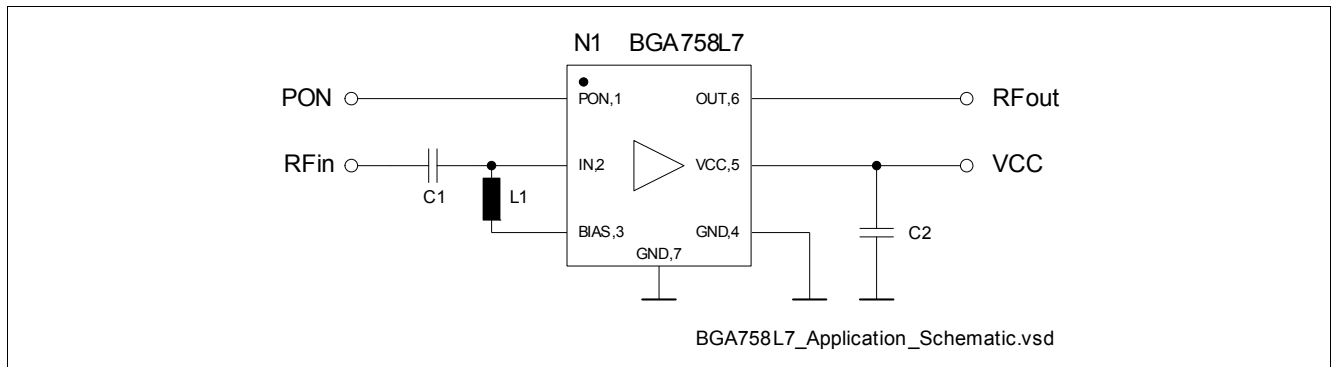 N1 BGA758L7
PON
PON,1
OUT,6
RFout
RFin
C1
L1
IN,2
VCC,5
VCC
BIAS,3
GND,4
C2
GND,7
BGA758L7_Application_Schematic.vsd